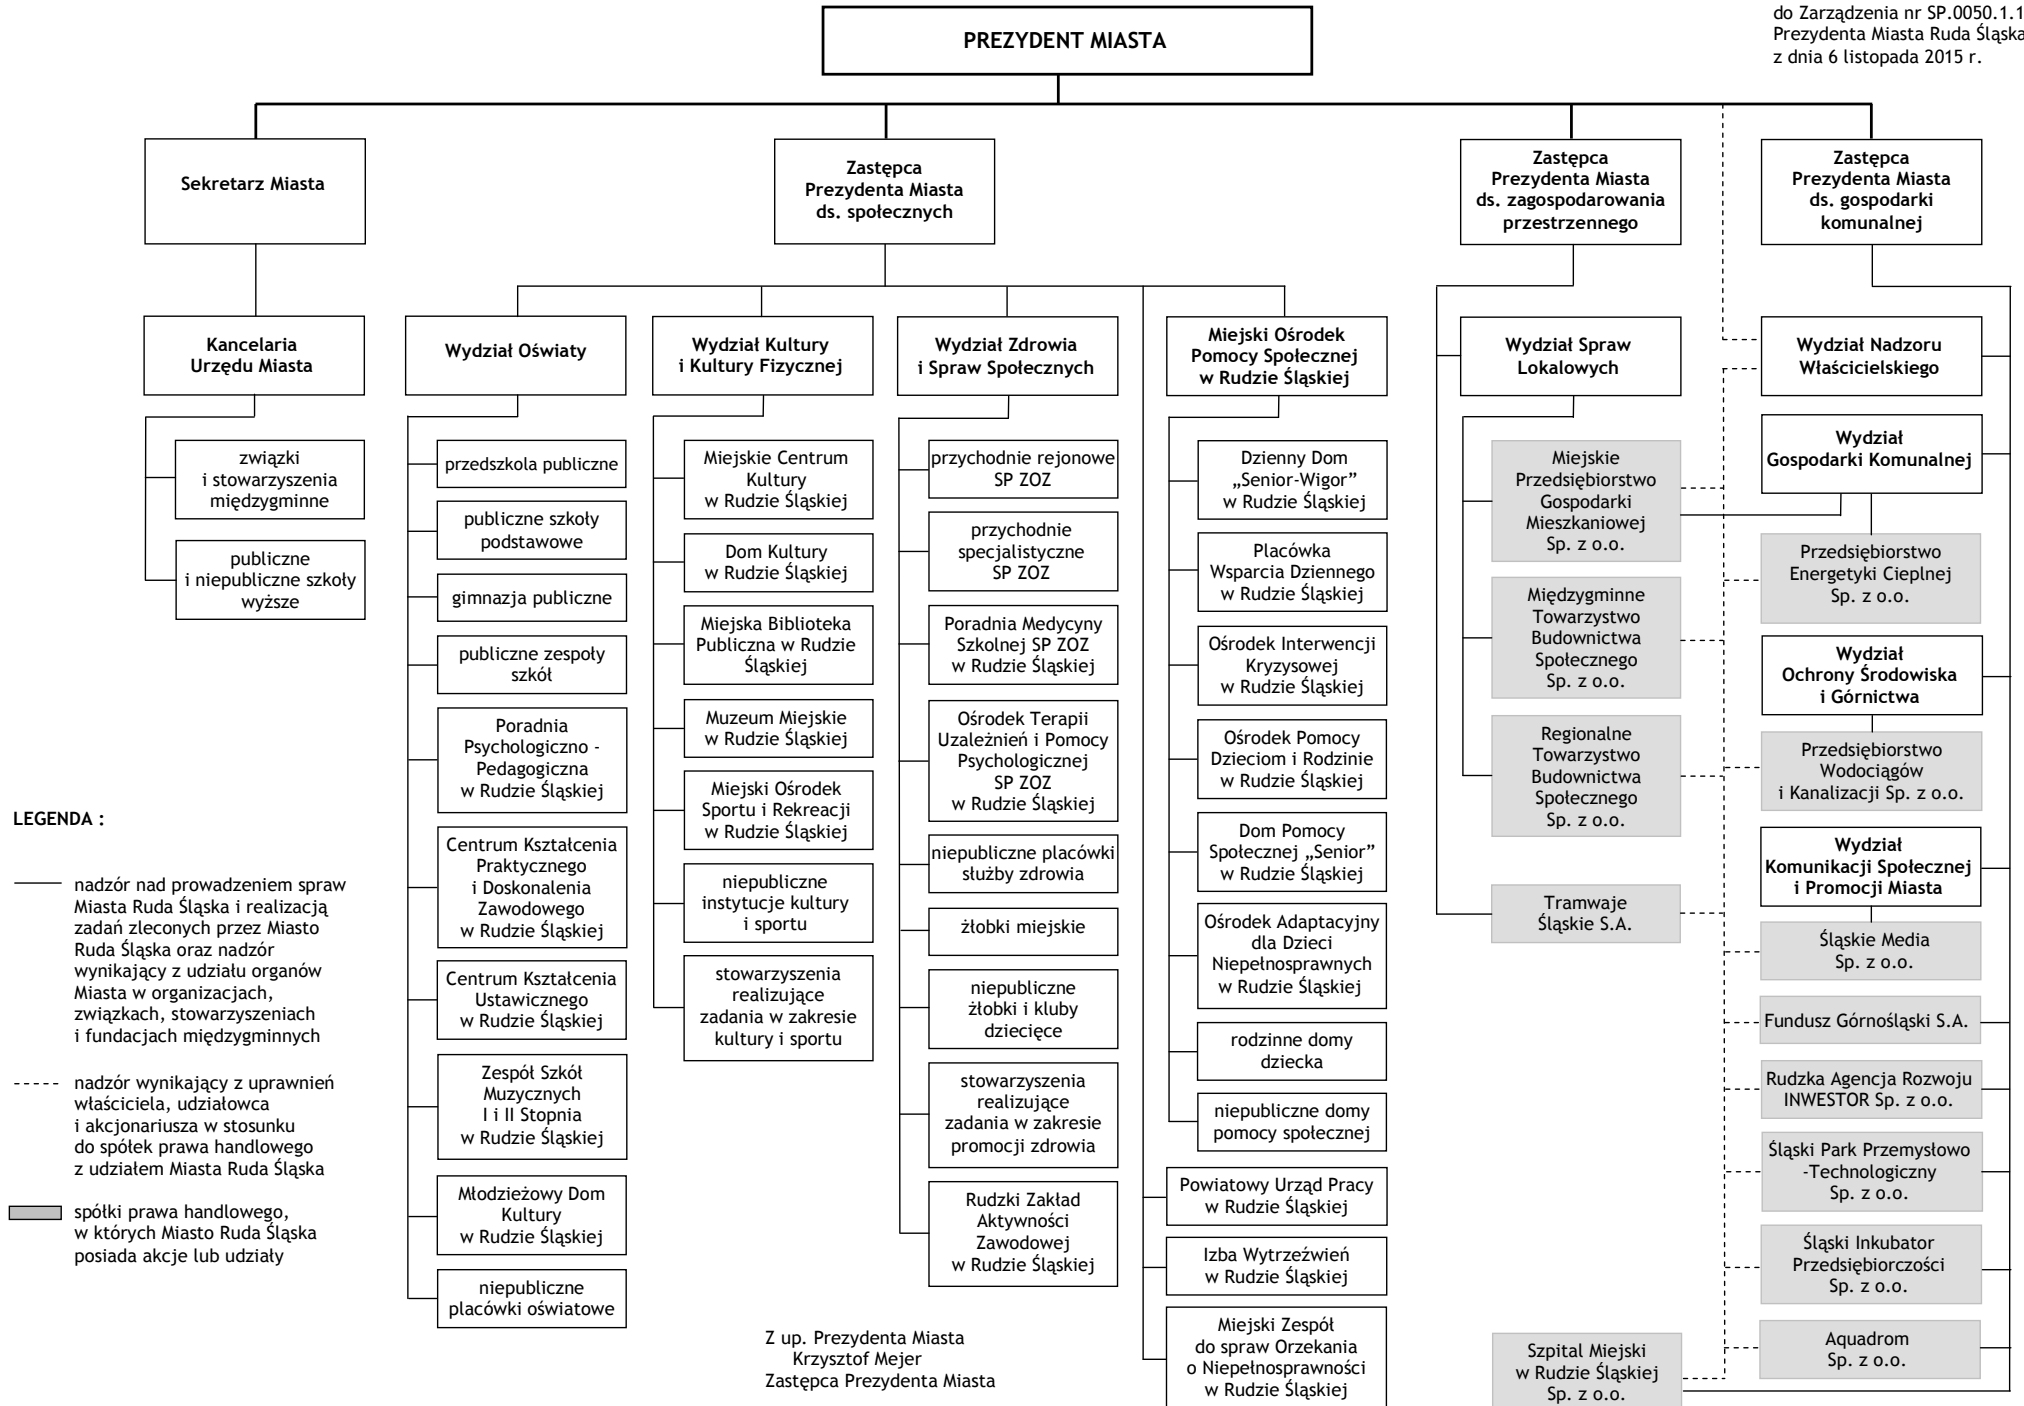 do Zarządzenia nr SP.0050.1.1
Prezydenta Miasta Ruda Śląska
z dnia 6 listopada 2015 r.
PREZYDENT MIASTA
Sekretarz Miasta
Zastępca
Prezydenta Miasta
ds. społecznych
Zastępca
Prezydenta Miasta
ds. zagospodarowania
przestrzennego
Zastępca
Prezydenta Miasta
ds. gospodarki
komunalnej
Kancelaria
Urzędu Miasta
Wydział Oświaty
Wydział Kultury
i Kultury Fizycznej
Wydział Zdrowia
i Spraw Społecznych
Miejski Ośrodek
Pomocy Społecznej
w Rudzie Śląskiej
Wydział Spraw
Lokalowych
Wydział Nadzoru
Właścicielskiego
związki
i stowarzyszenia
międzygminne
publiczne
i niepubliczne szkoły
wyższe
przedszkola publiczne
publiczne szkoły
podstawowe
gimnazja publiczne
publiczne zespoły
szkół
Poradnia
Psychologiczno -
Pedagogiczna
w Rudzie Śląskiej
Centrum Kształcenia
Praktycznego
i Doskonalenia
Zawodowego
w Rudzie Śląskiej
Centrum Kształcenia
Ustawicznego
w Rudzie Śląskiej
Zespół Szkół
Muzycznych
I i II Stopnia
w Rudzie Śląskiej
Młodzieżowy Dom
Kultury
w Rudzie Śląskiej
niepubliczne
placówki oświatowe
Miejskie Centrum
Kultury
w Rudzie Śląskiej
Dom Kultury
w Rudzie Śląskiej
Miejska Biblioteka
Publiczna w Rudzie
Śląskiej
Muzeum Miejskie
w Rudzie Śląskiej
Miejski Ośrodek
Sportu i Rekreacji
w Rudzie Śląskiej
niepubliczne
instytucje kultury
i sportu
stowarzyszenia
realizujące
zadania w zakresie
kultury i sportu
przychodnie rejonowe
SP ZOZ
przychodnie
specjalistyczne
SP ZOZ
Poradnia Medycyny
Szkolnej SP ZOZ
w Rudzie Śląskiej
Ośrodek Terapii
Uzależnień i Pomocy
Psychologicznej
SP ZOZ
w Rudzie Śląskiej
niepubliczne placówki
służby zdrowia
żłobki miejskie
niepubliczne
żłobki i kluby
dziecięce
stowarzyszenia
realizujące
zadania w zakresie
promocji zdrowia
Rudzki Zakład
Aktywności
Zawodowej
w Rudzie Śląskiej
Dzienny Dom
„Senior-Wigor”
w Rudzie Śląskiej
Placówka
Wsparcia Dziennego
w Rudzie Śląskiej
Ośrodek Interwencji
Kryzysowej
w Rudzie Śląskiej
Ośrodek Pomocy
Dzieciom i Rodzinie
w Rudzie Śląskiej
Dom Pomocy
Społecznej „Senior”
w Rudzie Śląskiej
Ośrodek Adaptacyjny
dla Dzieci
Niepełnosprawnych
w Rudzie Śląskiej
rodzinne domy
dziecka
niepubliczne domy
pomocy społecznej
Powiatowy Urząd Pracy
w Rudzie Śląskiej
Izba Wytrzeźwień
w Rudzie Śląskiej
Miejski Zespół
do spraw Orzekania
o Niepełnosprawności
w Rudzie Śląskiej
Miejskie
Przedsiębiorstwo
Gospodarki
Mieszkaniowej
Sp. z o.o.
Międzygminne
Towarzystwo
Budownictwa
Społecznego
Sp. z o.o.
Regionalne
Towarzystwo
Budownictwa
Społecznego
Sp. z o.o.
Tramwaje
Śląskie S.A.
Szpital Miejski
w Rudzie Śląskiej
Sp. z o.o.
Wydział
Gospodarki Komunalnej
Przedsiębiorstwo
Energetyki Cieplnej
Sp. z o.o.
Wydział
Ochrony Środowiska
i Górnictwa
Przedsiębiorstwo
Wodociągów
i Kanalizacji Sp. z o.o.
Wydział
Komunikacji Społecznej
i Promocji Miasta
Śląskie Media
Sp. z o.o.
Fundusz Górnośląski S.A.
Rudzka Agencja Rozwoju
INWESTOR Sp. z o.o.
Śląski Park Przemysłowo
-Technologiczny
Sp. z o.o.
Śląski Inkubator
Przedsiębiorczości
Sp. z o.o.
Aquadrom
Sp. z o.o.
LEGENDA :
nadzór nad prowadzeniem spraw
Miasta Ruda Śląska i realizacją
zadań zleconych przez Miasto
Ruda Śląska oraz nadzór
wynikający z udziału organów
Miasta w organizacjach,
związkach, stowarzyszeniach
i fundacjach międzygminnych
nadzór wynikający z uprawnień
właściciela, udziałowca
i akcjonariusza w stosunku
do spółek prawa handlowego
z udziałem Miasta Ruda Śląska
spółki prawa handlowego,
w których Miasto Ruda Śląska
posiada akcje lub udziały
Z up. Prezydenta Miasta
Krzysztof Mejer
Zastępca Prezydenta Miasta